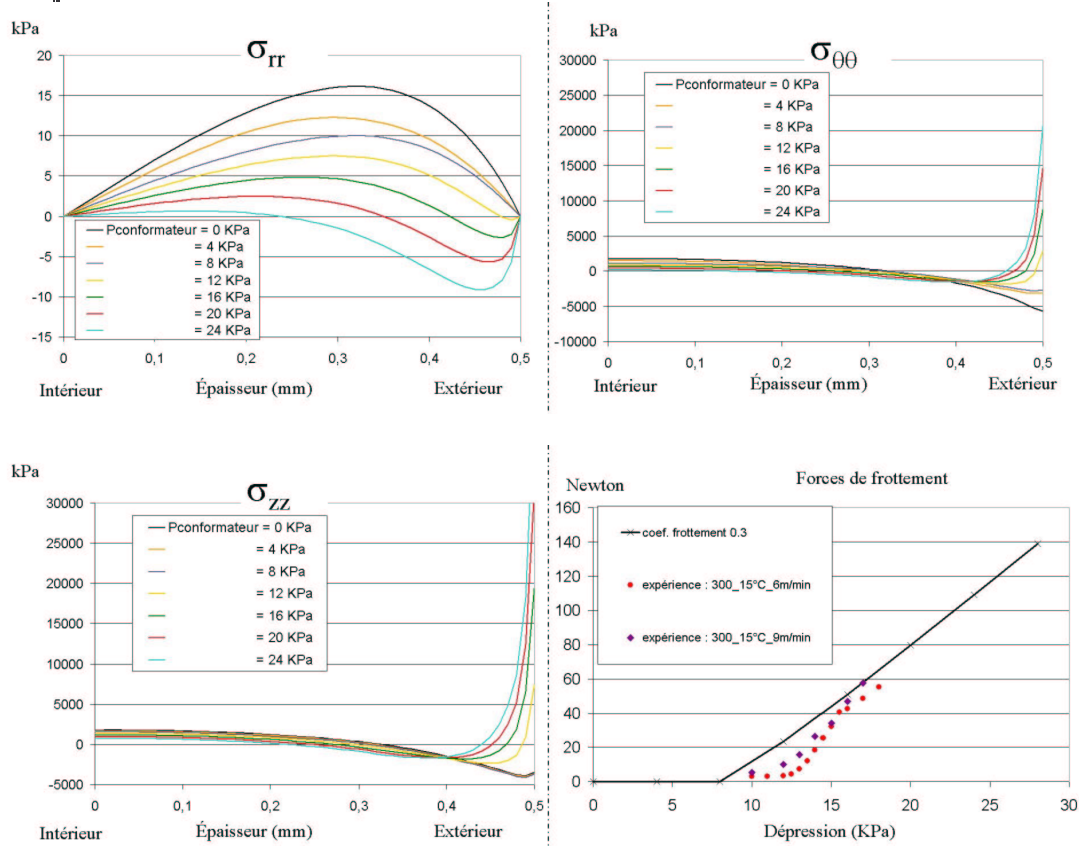 kPa
σrr
20
15
10
5
0
-5
-10
-15
Pconformateur = 0 KPa
= 4 KPa
= 8 KPa
= 12 KPa
= 16 KPa
= 20 KPa
= 24 KPa
0 0,1 0,2 0,3 0,4 0,5
Intérieur Épaisseur (mm) Extérieur
kPa
σθθ
30000
25000
20000
15000
10000
5000
0
-5000
-10000
Pconformateur = 0 KPa
= 4 KPa
= 8 KPa
= 12 KPa
= 16 KPa
= 20 KPa
= 24 KPa
0 0,1 0,2 0,3 0,4 0,5
Intérieur Épaisseur (mm) Extérieur
kPa
σzz
30000
25000
20000
15000
10000
5000
0
-5000
Pconformateur = 0 KPa
= 4 KPa
= 8 KPa
= 12 KPa
= 16 KPa
= 20 KPa
= 24 KPa
0 0,1 0,2 0,3 0,4 0,5
Intérieur Épaisseur (mm) Extérieur
Forces de frottement
Newton
160
140
120
100
80
60
40
20
0
coef. frottement 0.3
expérience : 300_15°C_6m/min
expérience : 300_15°C_9m/min
0 5 10 15 20 25 30
Dépression (KPa)